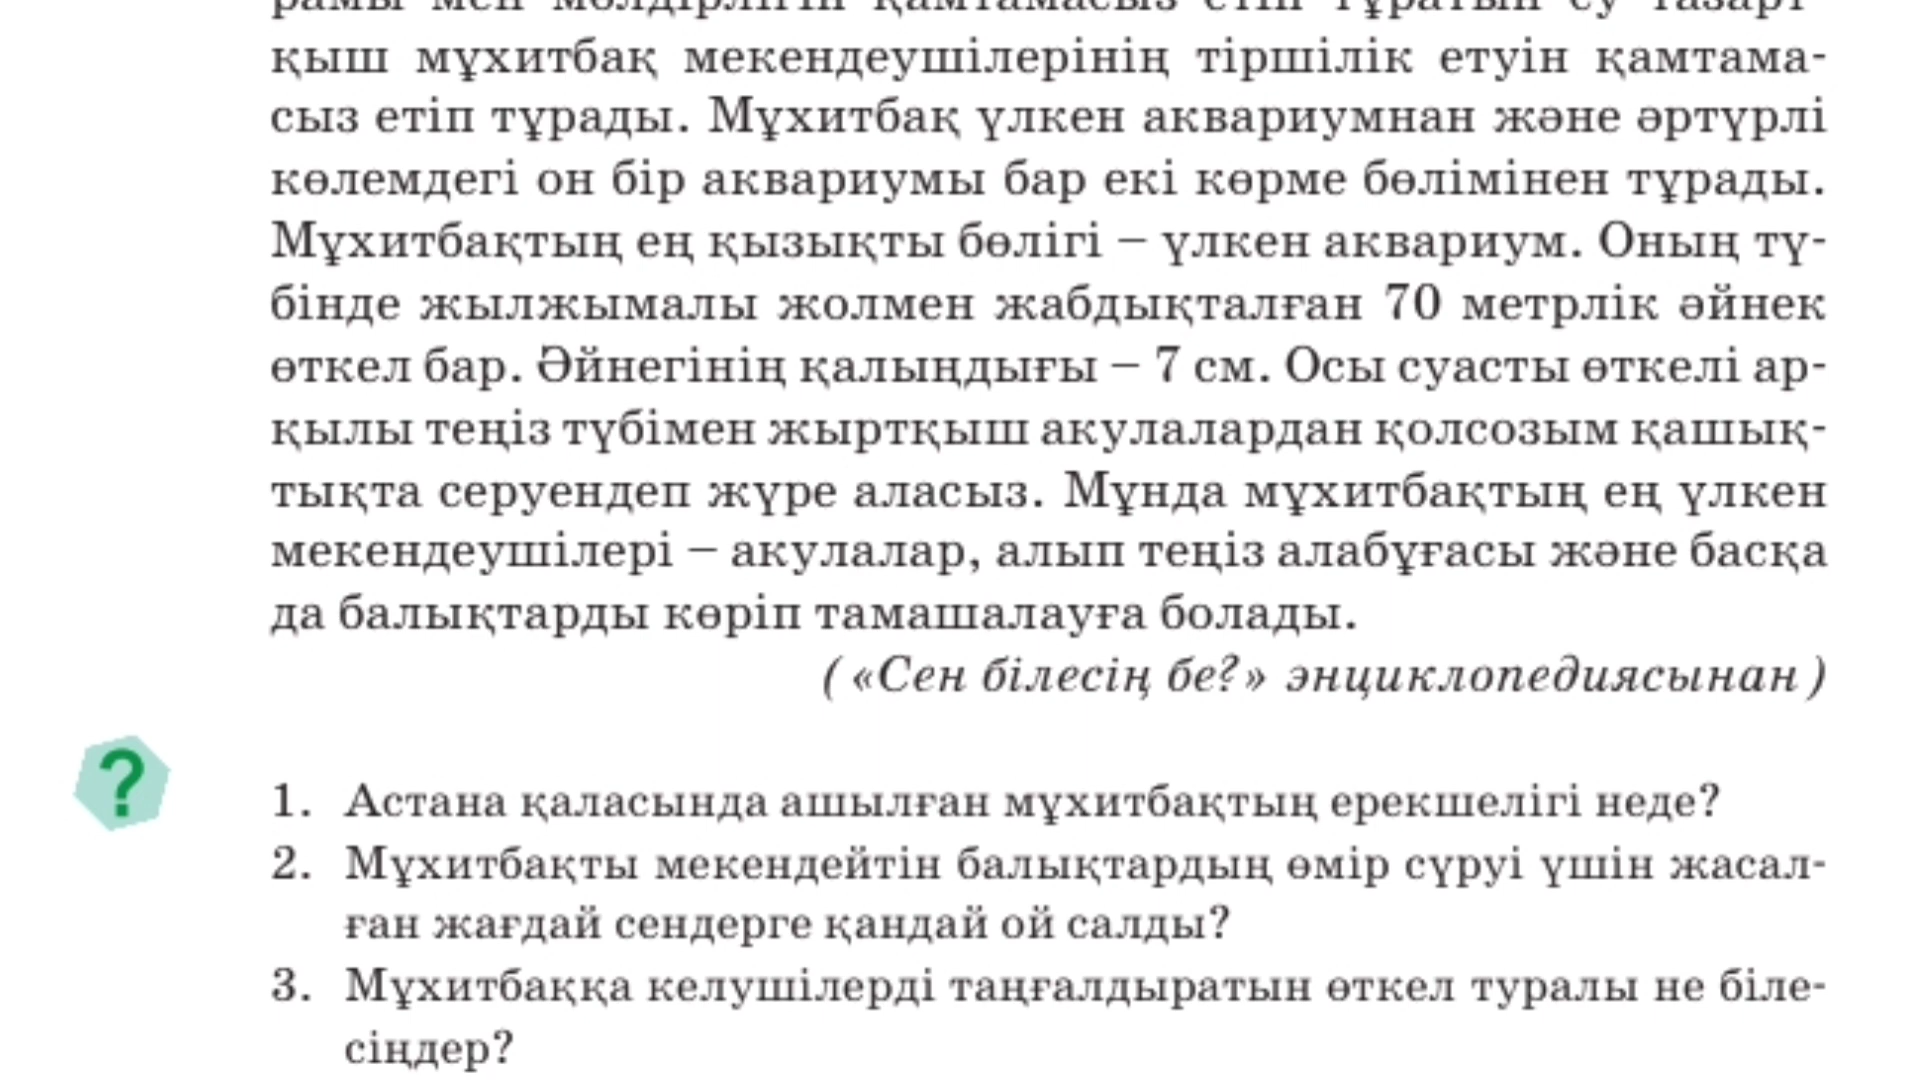 қыш мұхитбақ мекендеушілерінің тіршілік етуін қамтама-
сыз етіп тұрады. Мұхитбақ үлкен аквариумнан және әртүрлі
көлемдегі он бір аквариумы бар екі көрме бөлімінен тұрады.
Мұхитбақтың ең қызықты бөлігі – үлкен аквариум. Оның тү-
бінде жылжымалы жолмен жабдықталған 70 метрлік әйнек
өткел бар. Әйнегінің қалыңдығы – 7 см. Осы суасты өткелі ар-
қылы теңіз түбімен жыртқыш акулалардан қолсозым қашық-
тықта серуендеп жүре аласыз. Мұнда мұхитбақтың ең үлкен
мекендеушілері – акулалар, алып теңіз алабұғасы және басқа
да балықтарды көріп тамашалауға болады.
(«Сен білесің бе?» энциклопедиясынан)
?
1. Астана қаласында ашылған мұхитбақтың ерекшелігі неде?
2. Мұхитбақты мекендейтін балықтардың өмір сүруі үшін жасал-
ған жағдай сендерге қандай ой салды?
3. Мұхитбаққа келушілерді таңғалдыратын өткел туралы не біле-
сіңдер?